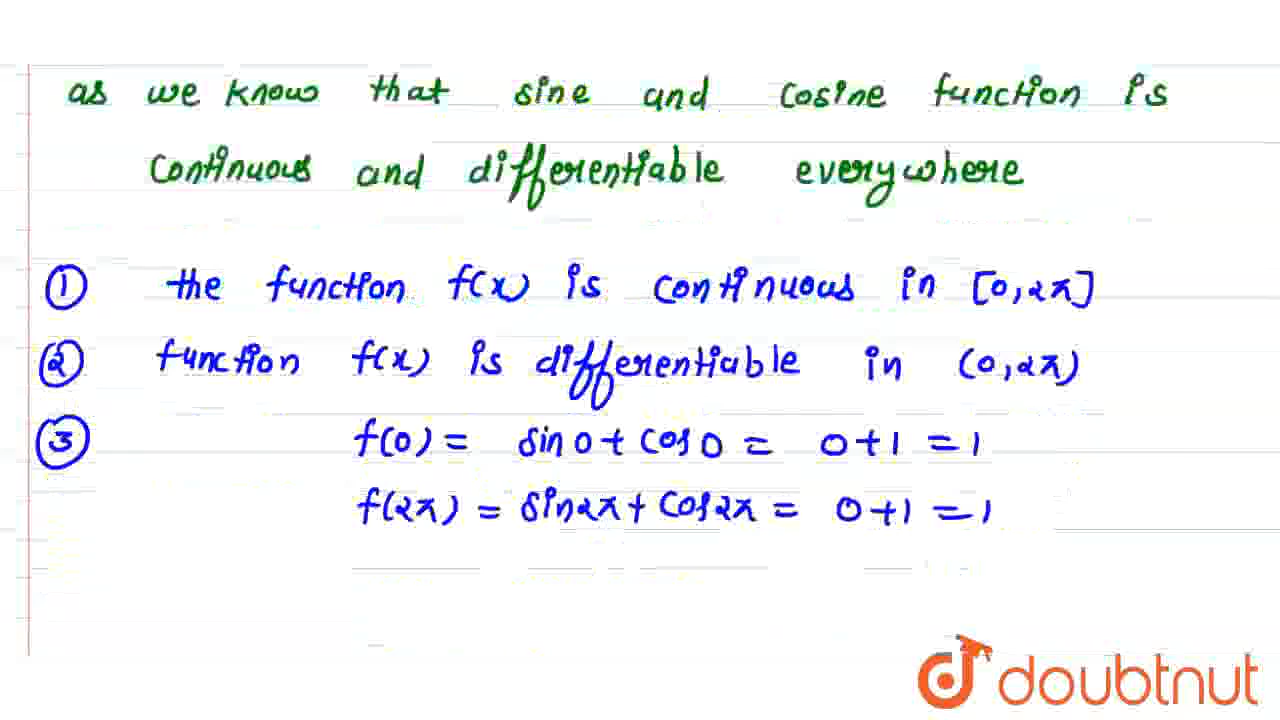 as we know that sine and cosine function is
continuous and differentiable everywhere
① the function f(x) is continuous in [0,2π]
② function f(x) is differentiable in (0,2π)
③ f(0) = sin0 + cos0 = 0+1 = 1
f(2π) = sin2π + cos2π = 0+1 = 1
doubtnut